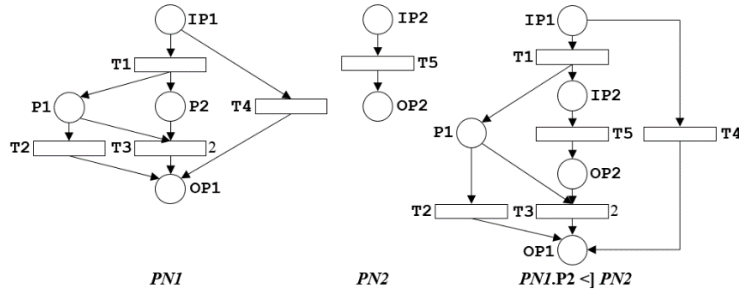 IP1
T1
P1
P2
T4
T2
T3
2
OP1
PN1
IP2
T5
OP2
PN2
IP1
T1
IP2
P1
T5
T4
OP2
T2
T3
2
OP1
PN1.P2 <] PN2